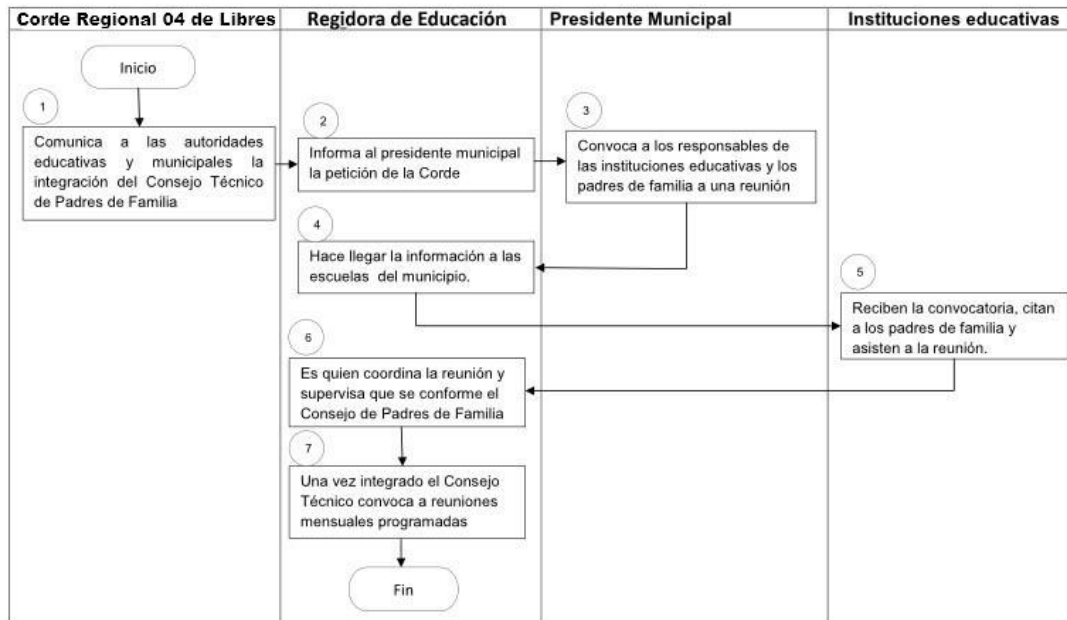 Corde Regional 04 de Libres
Regidora de Educación
Presidente Municipal
Instituciones educativas
Inicio
1
Comunica a las autoridades
educativas y municipales la
integración del Consejo Técnico
de Padres de Familia
2
Informa al presidente municipal
la petición de la Corde
3
Convoca a los responsables de
las instituciones educativas y los
padres de familia a una reunión
4
Hace llegar la información a las
escuelas del municipio.
5
Reciben la convocatoria, citan
a los padres de familia y
asisten a la reunión.
6
Es quien coordina la reunión y
supervisa que se conforme el
Consejo de Padres de Familia
7
Una vez integrado el Consejo
Técnico convoca a reuniones
mensuales programadas
Fin